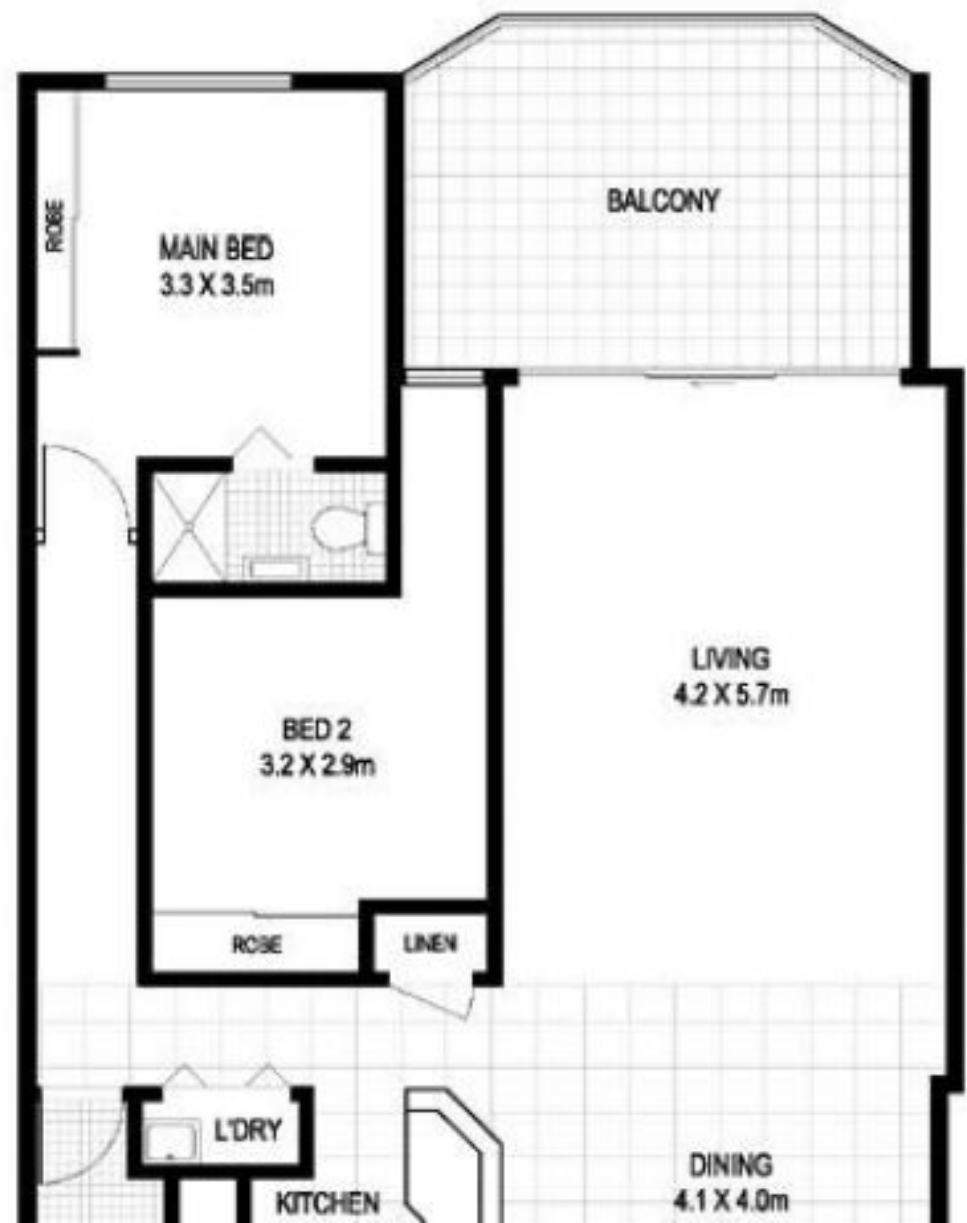 BALCONY
ROBE
MAIN BED
3.3 X 3.5m
LIVING
4.2 X 5.7m
BED 2
3.2 X 2.9m
ROBE
LINEN
L'DRY
DINING
4.1 X 4.0m
KITCHEN